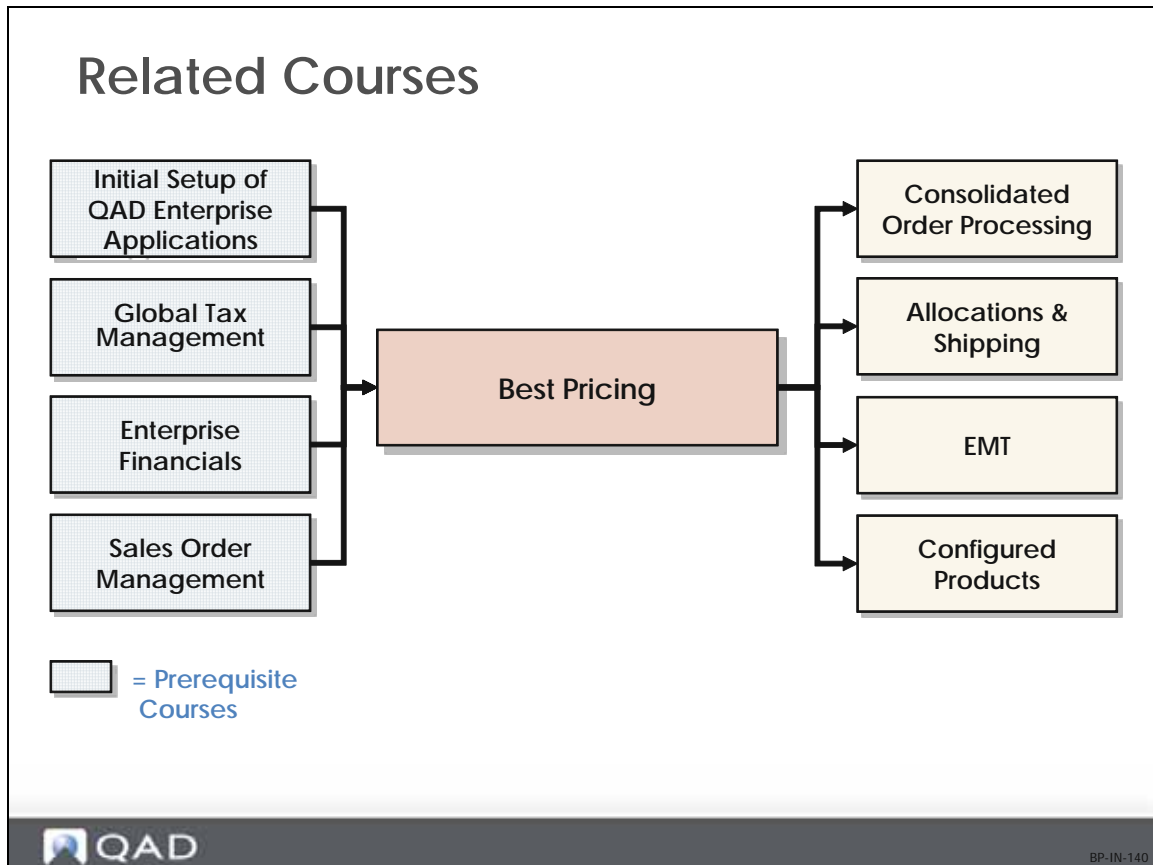 Related Courses
Initial Setup of
QAD Enterprise
Applications
Global Tax
Management
Enterprise
Financials
Sales Order
Management
Best Pricing
Consolidated
Order Processing
Allocations &
Shipping
EMT
Configured
Products
= Prerequisite
Courses
QAD
BP-IN-140